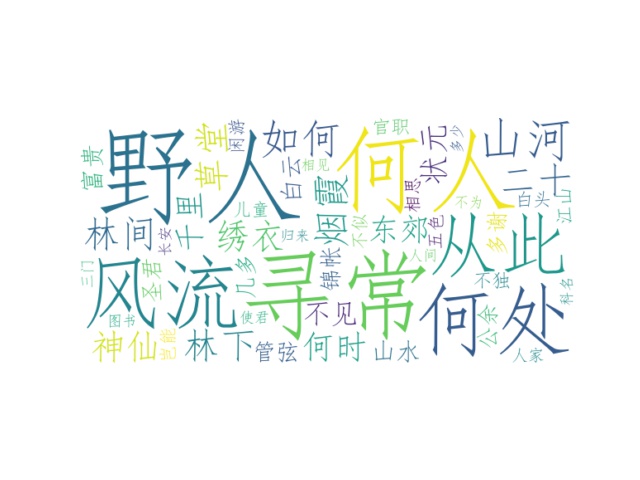 野人
何人
风流
寻常
从此
何处
如何
山河
状元
二十
官职
多少
闲游
草堂
富贵
白云
相见
相思
白头
江山
千里
林间
儿童
绣衣
烟霞
不似
东郊
五色
不为
多谢
长安
归来
锦帐
人间
三门
圣君
几多
不见
不独
科名
图书
使君
神仙
岂能
林下
管弦
何时
山水
公余
人家